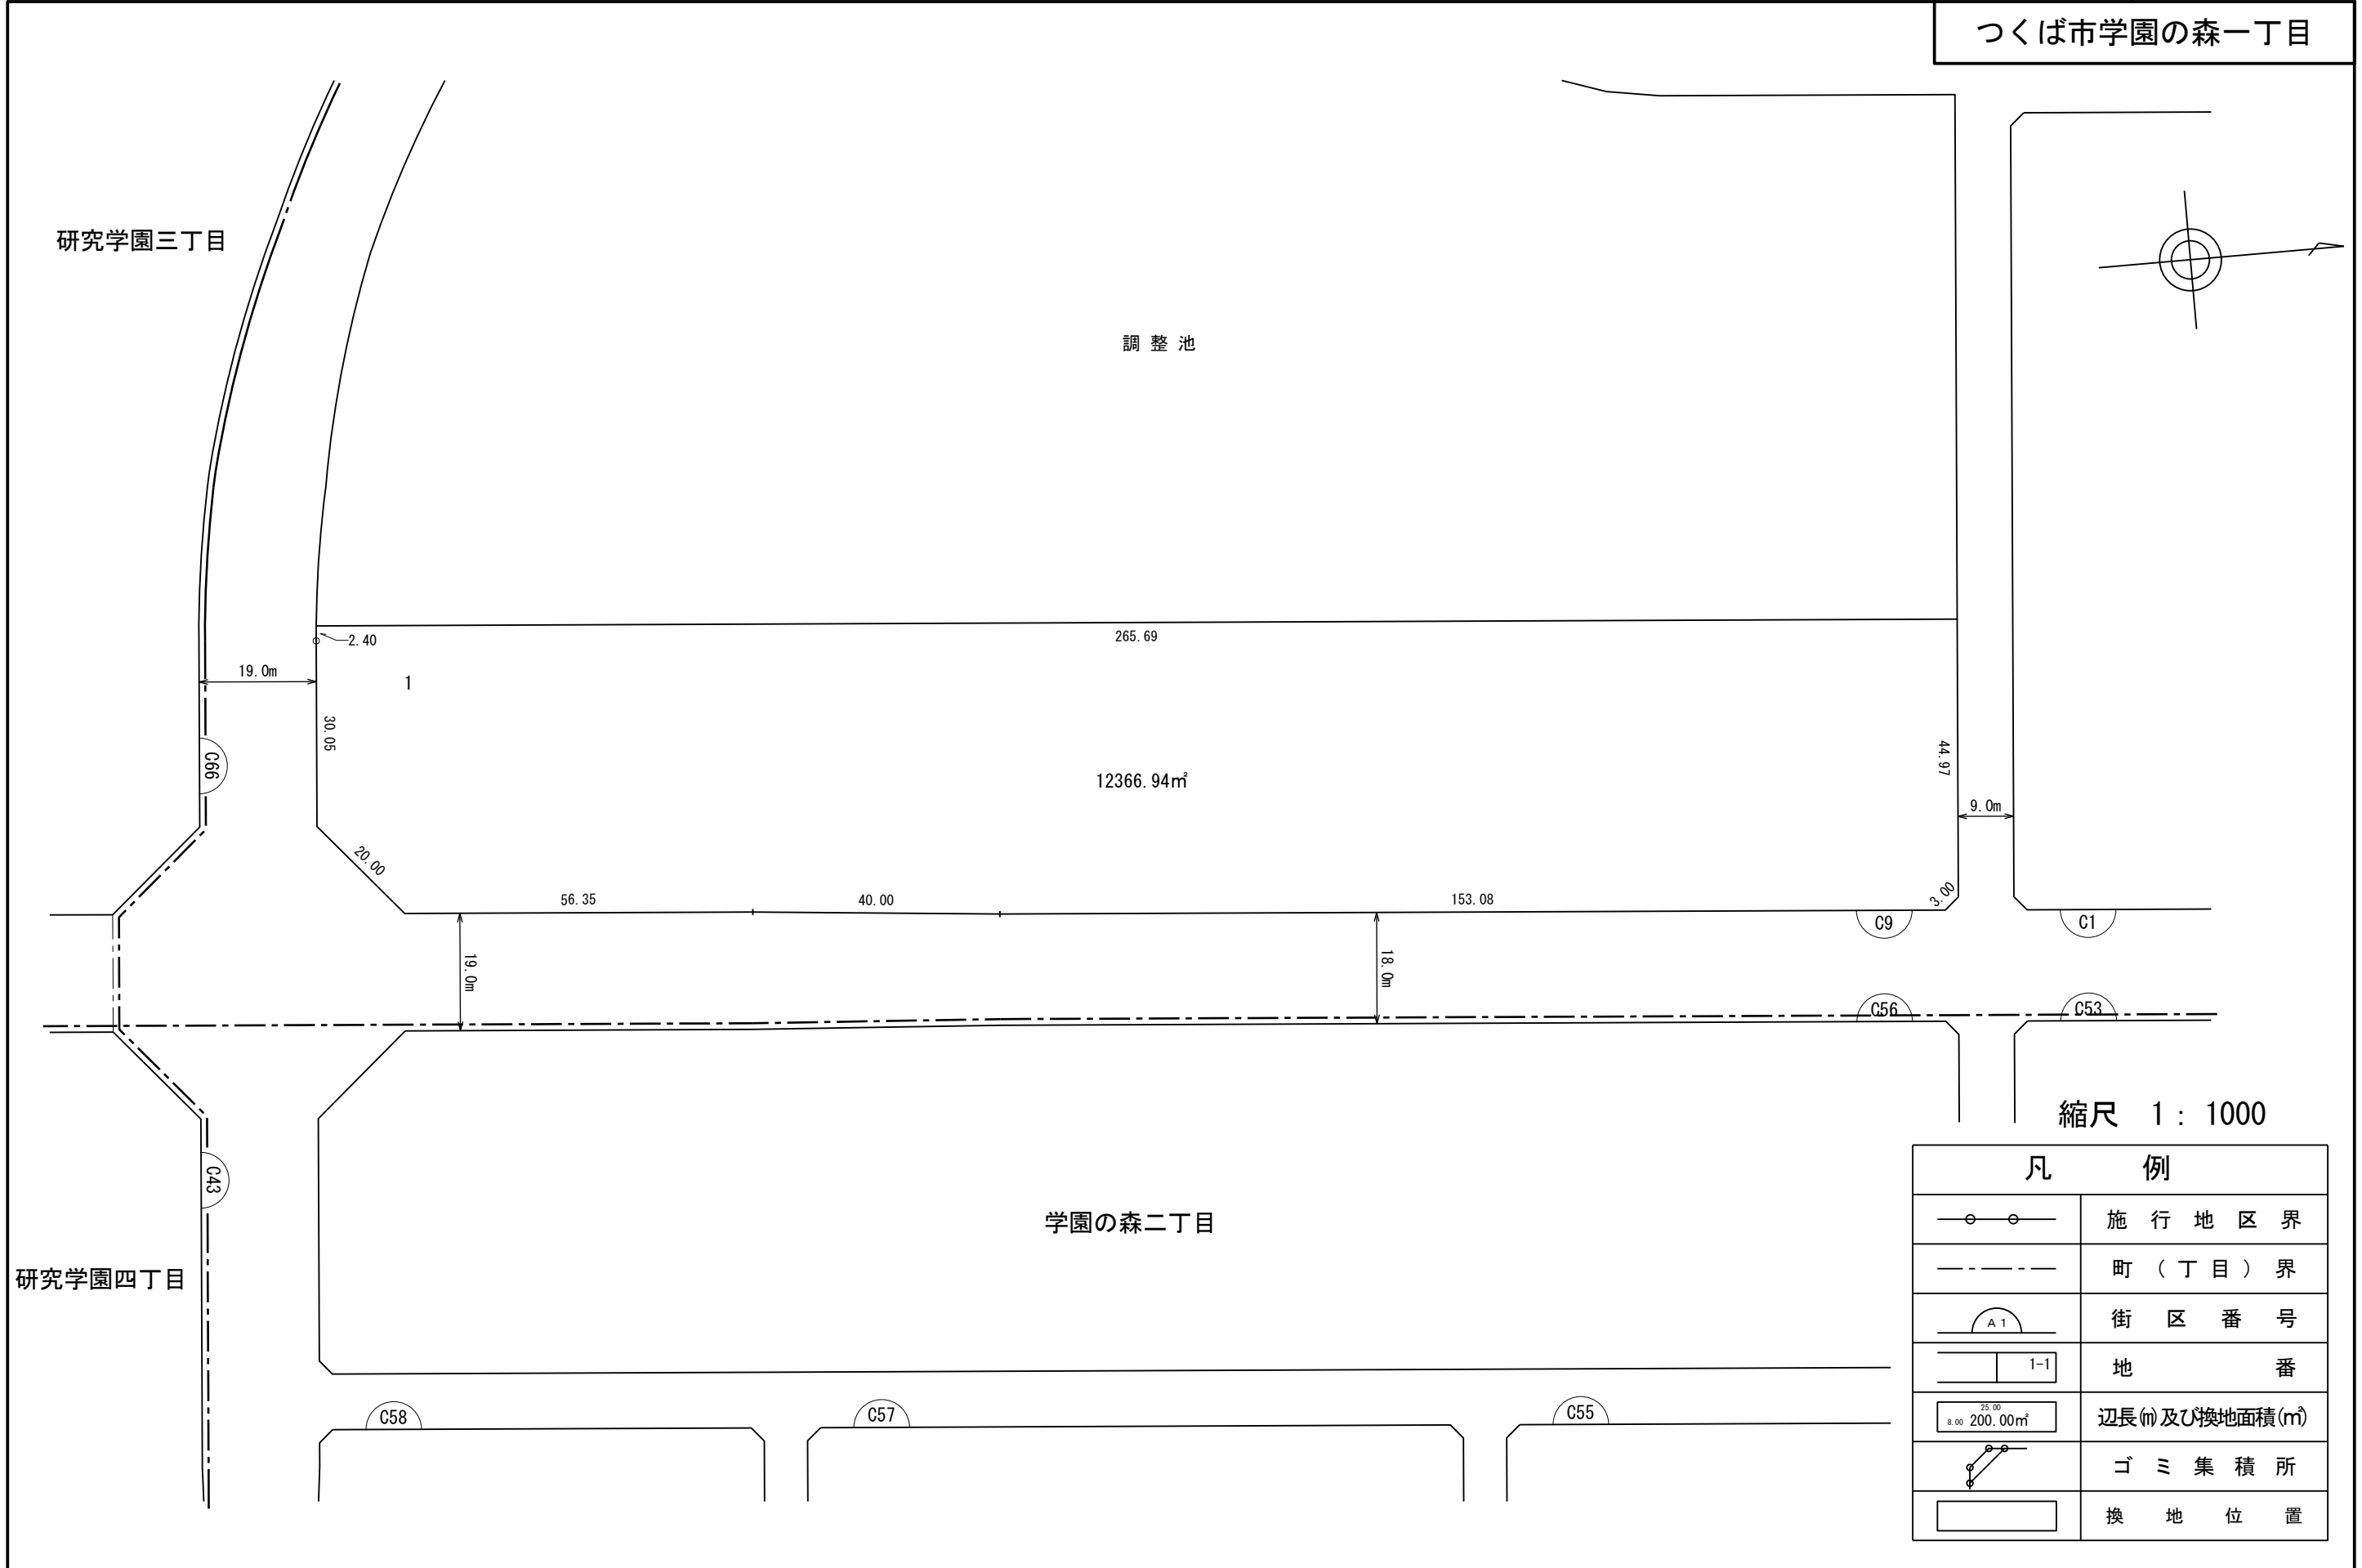 つくば市学園の森一丁目
研究学園三丁目
調整池
2.40
265.69
19.0m
1
30.05
C66
44.97
12366.94㎡
9.0m
20.00
56.35
40.00
153.08
3.00
C9
C1
19.0m
18.0m
C56
C53
C43
学園の森二丁目
研究学園四丁目
C58
C57
C55
縮尺 1：1000
凡例
施行地区界
町（丁目）界
A1
街区番号
1-1
地番
25.00
8.00 200.00㎡
辺長(m)及び換地面積(㎡)
ゴミ集積所
換地位置